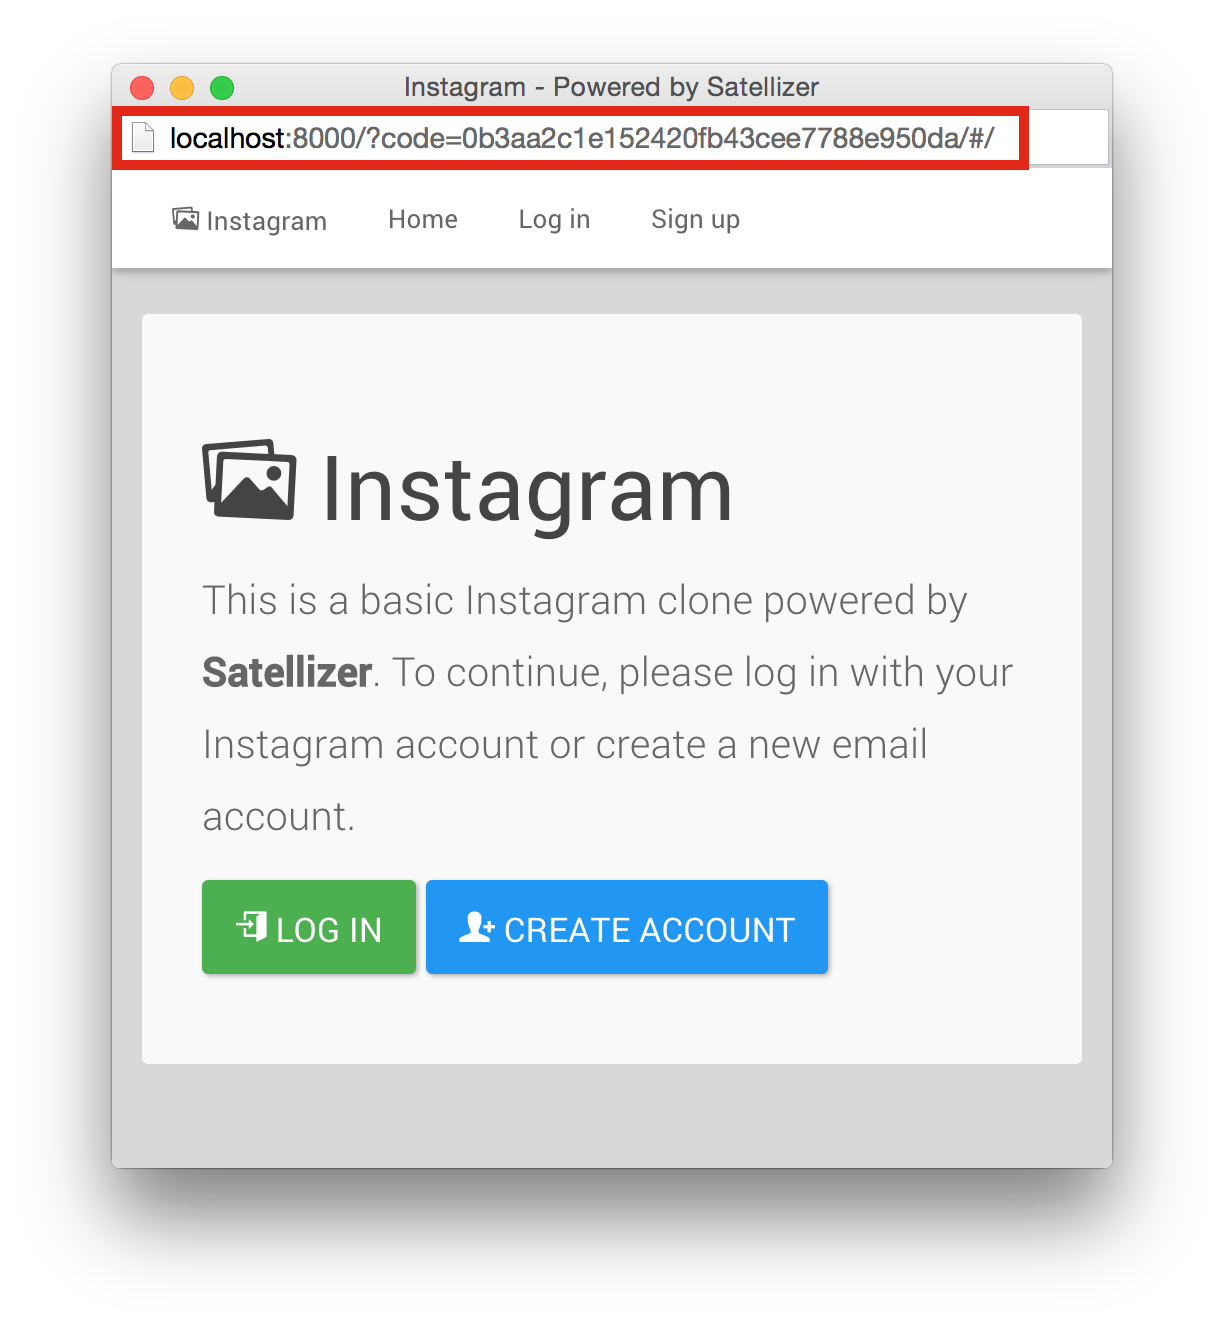 Instagram - Powered by Satellizer
localhost:8000/?code=0b3aa2c1e152420fb43cee7788e950da/#/
Instagram Home Log in Sign up
Instagram
This is a basic Instagram clone powered by
Satellizer. To continue, please log in with your
Instagram account or create a new email
account.
LOG IN CREATE ACCOUNT